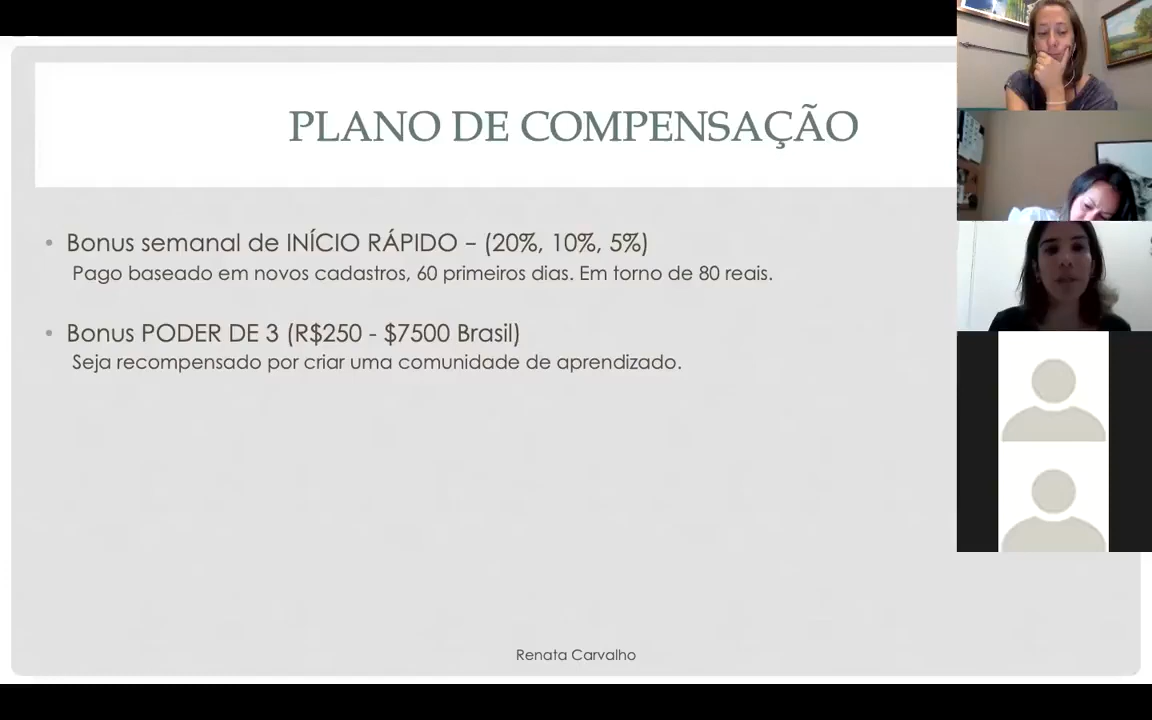 PLANO DE COMPENSAÇÃO
• Bonus semanal de INÍCIO RÁPIDO – (20%, 10%, 5%)
Pago baseado em novos cadastros, 60 primeiros dias. Em torno de 80 reais.
• Bonus PODER DE 3 (R$250 - $7500 Brasil)
Seja recompensado por criar uma comunidade de aprendizado.
Renata Carvalho